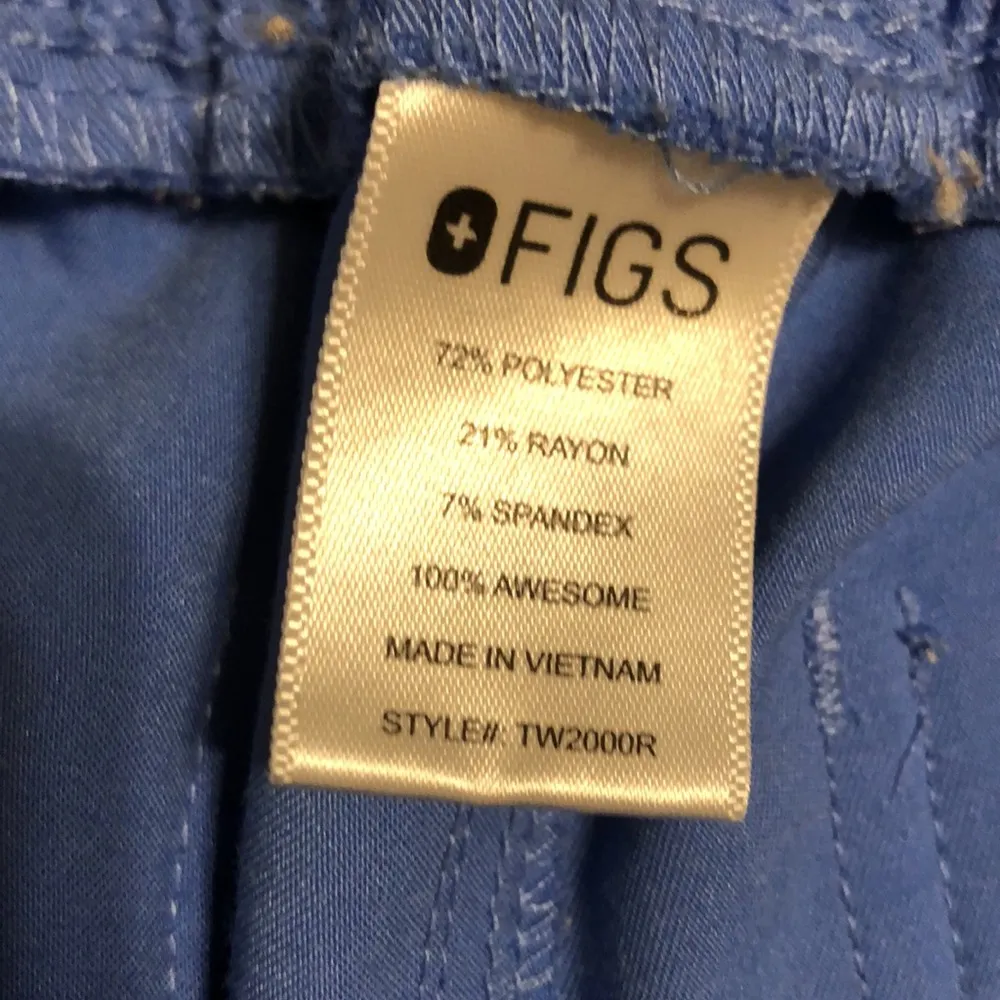 FIGS
72% POLYESTER
21% RAYON
7% SPANDEX
100% AWESOME
MADE IN VIETNAM
STYLE#: TW2000R